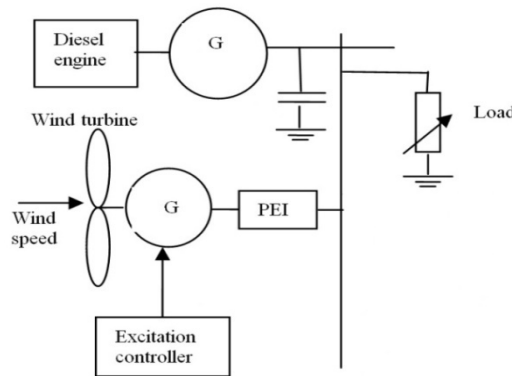 Diesel
engine
G
Wind turbine
Load
G
PEI
Wind
speed
Excitation
controller